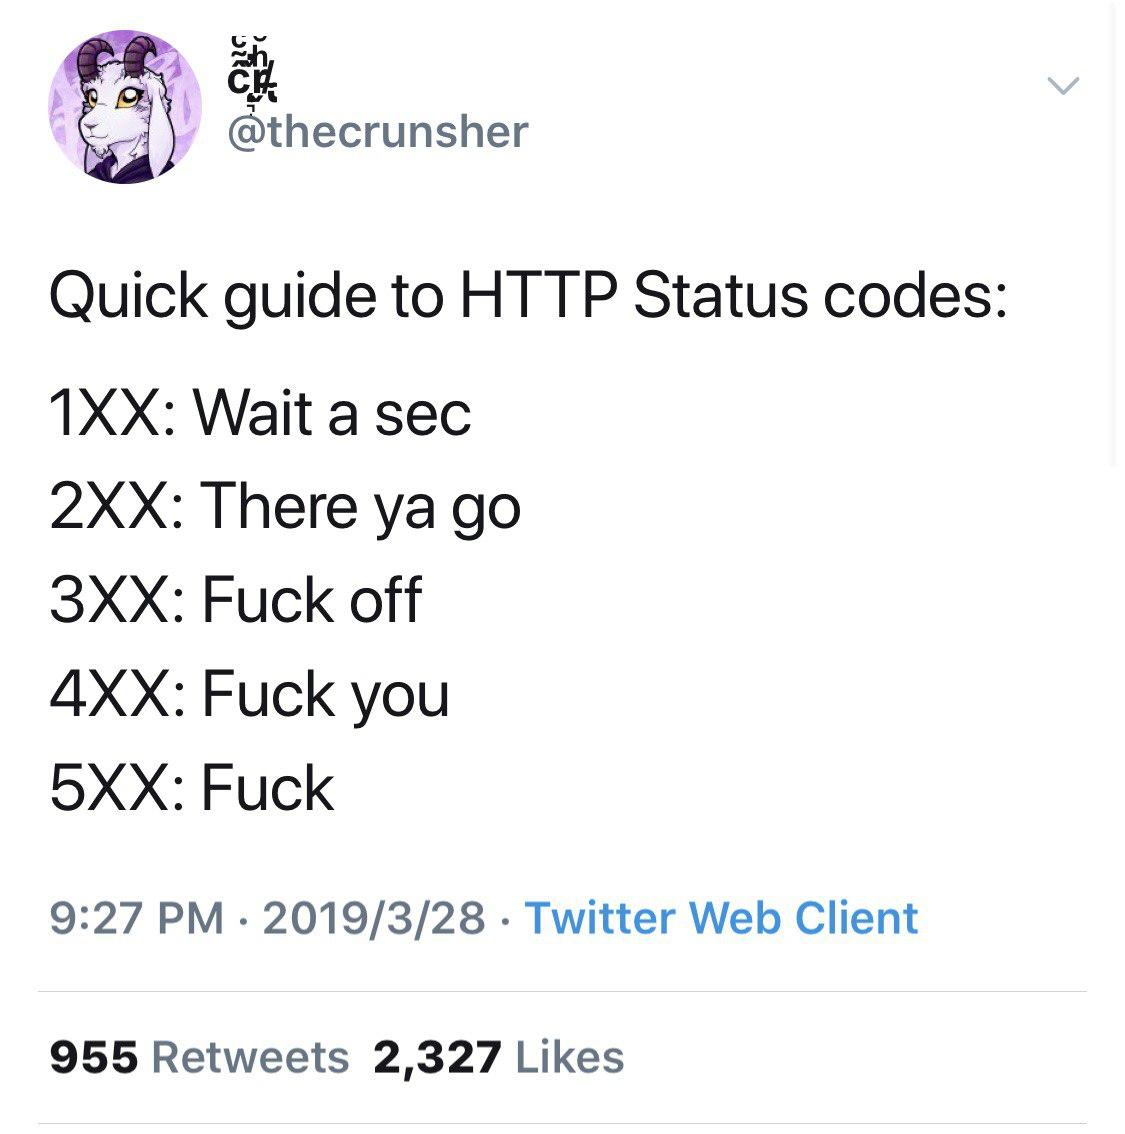 @thecrunsher
Quick guide to HTTP Status codes:
1XX: Wait a sec
2XX: There ya go
3XX: Fuck off
4XX: Fuck you
5XX: Fuck
9:27 PM · 2019/3/28 · Twitter Web Client
955 Retweets 2,327 Likes